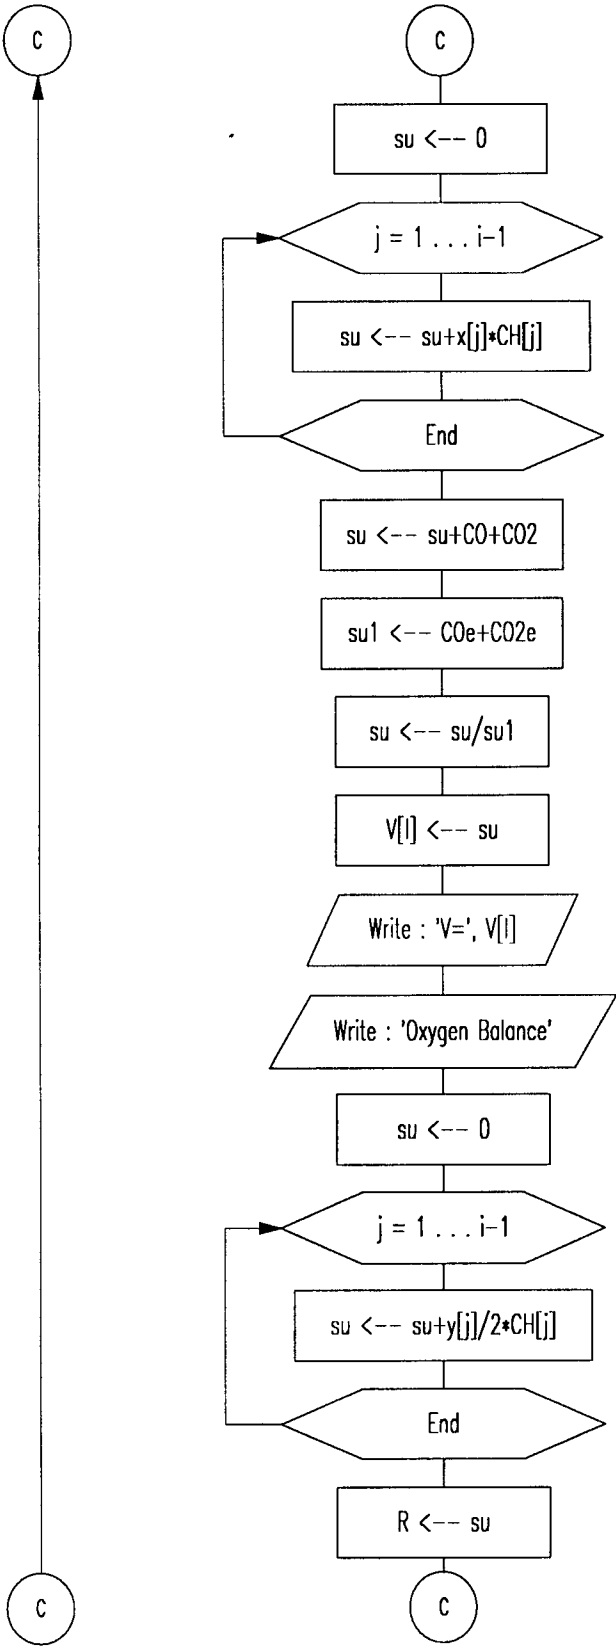 C
C
su <-- 0
j = 1 ... i-1
su <-- su+x[j]*CH[j]
End
su <-- su+CO+CO2
su1 <-- COe+CO2e
su <-- su/su1
V[l] <-- su
Write : 'V=', V[l]
Write : 'Oxygen Balance'
su <-- 0
j = 1 ... i-1
su <-- su+y[j]/2*CH[j]
End
R <-- su
C
C